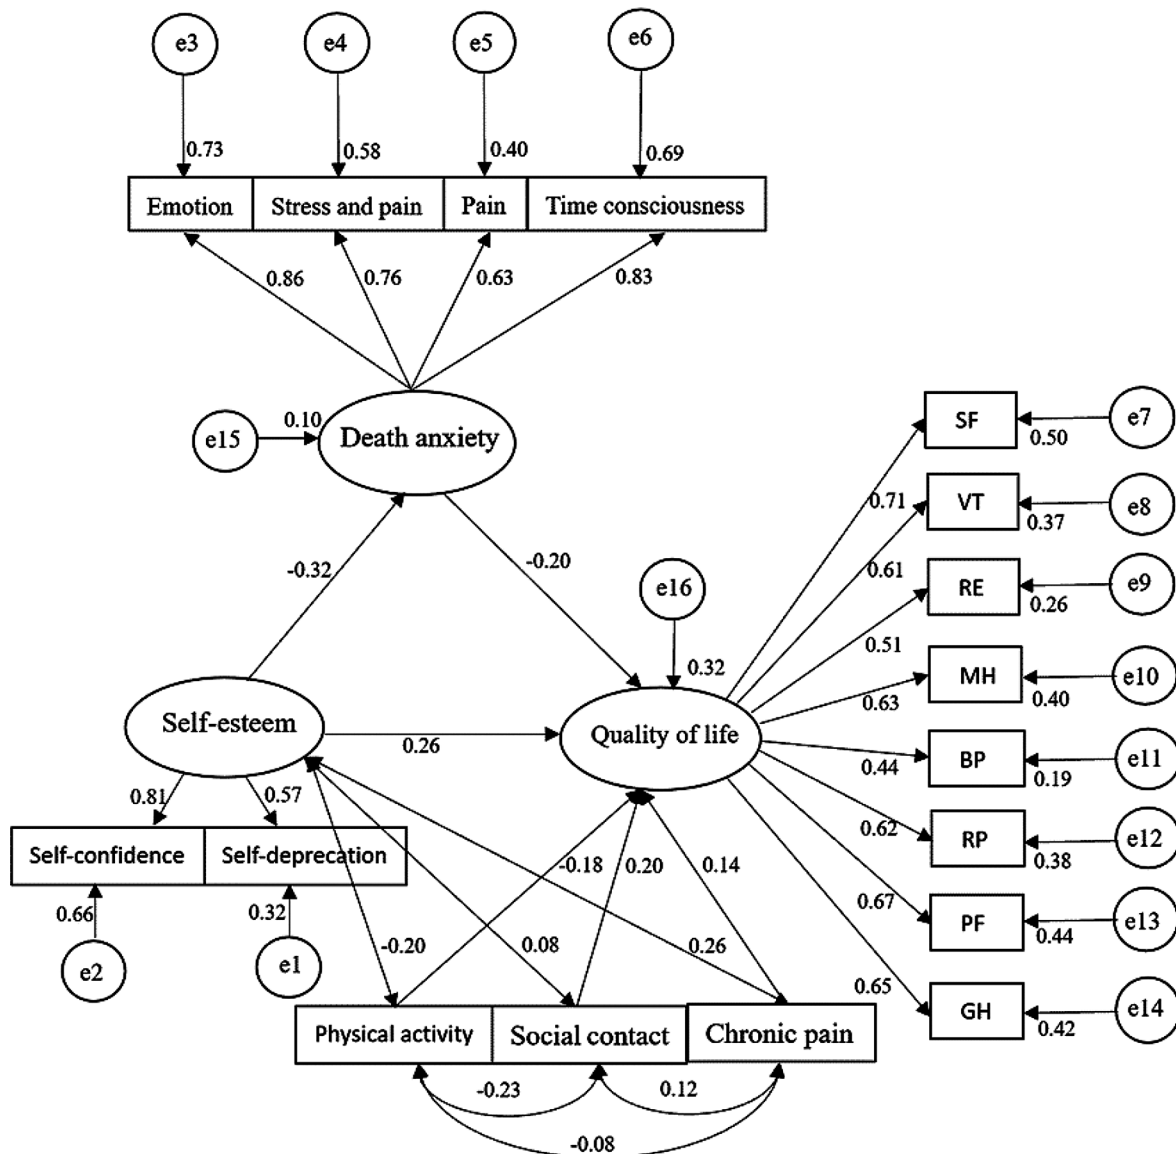 e3 e4 e5 e6
0.73 0.58 0.40 0.69
Emotion Stress and pain Pain Time consciousness
0.86 0.76 0.63 0.83
e15 0.10 Death anxiety
SF 0.50 e7
0.71 VT 0.37 e8
-0.32 -0.20 e16 0.61 RE 0.26 e9
0.32 0.51
0.63 MH 0.40 e10
Self-esteem 0.26 Quality of life
0.44 BP 0.19 e11
0.81 0.57
0.62 RP 0.38 e12
Self-confidence Self-deprecation
-0.18 0.20 0.14
0.67 PF 0.44 e13
0.66 0.32
-0.20 0.08 0.26
e2 e1
0.65 GH 0.42 e14
Physical activity Social contact Chronic pain
-0.23 0.12
-0.08